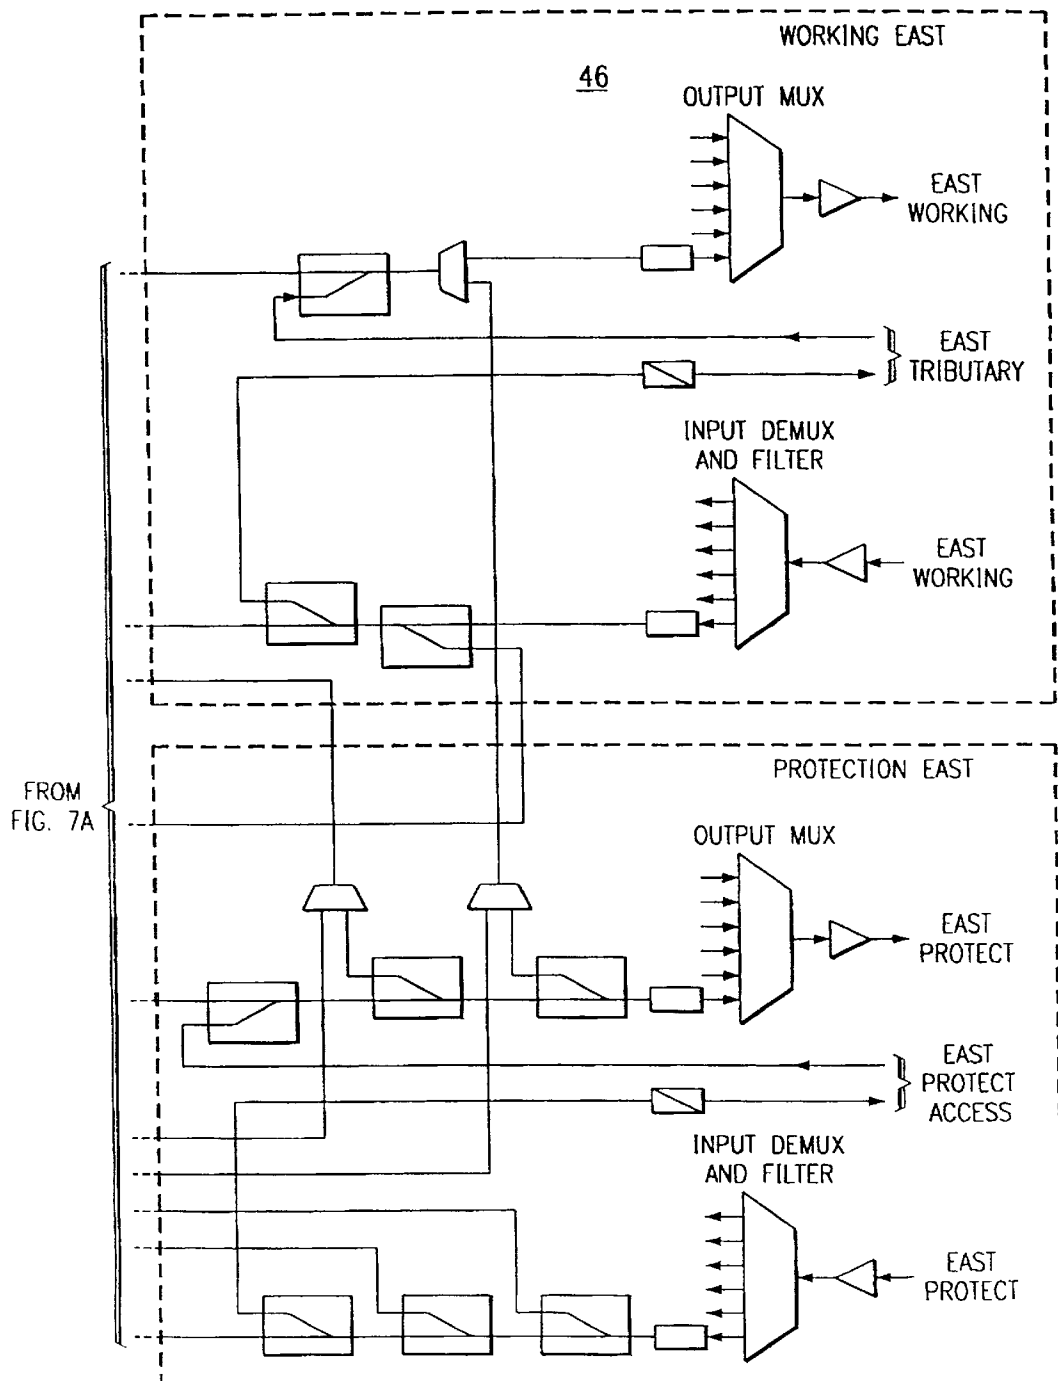 WORKING EAST
46
OUTPUT MUX
EAST
WORKING
EAST
TRIBUTARY
INPUT DEMUX
AND FILTER
EAST
WORKING
FROM
FIG. 7A
PROTECTION EAST
OUTPUT MUX
EAST
PROTECT
EAST
PROTECT
ACCESS
INPUT DEMUX
AND FILTER
EAST
PROTECT